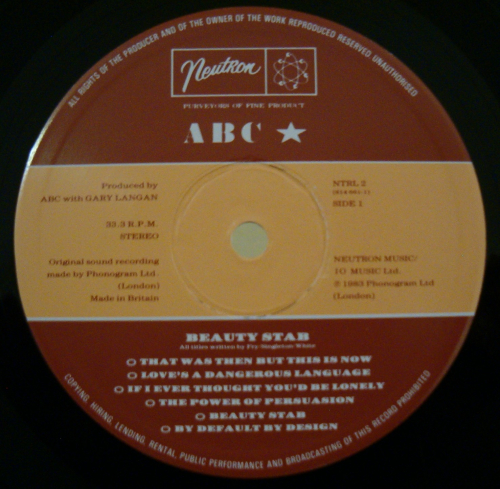 ALL RIGHTS OF THE PRODUCER AND OF THE OWNER OF THE WORK REPRODUCED RESERVED. UNAUTHORISED
Neutron
PURVEYORS OF FINE PRODUCT
ABC ★
Produced by
ABC with GARY LANGAN
33.3 R.P.M.
STEREO
Original sound recording
made by Phonogram Ltd.
(London)
Made in Britain
NTRL 2
SIDE 1
NEUTRON MUSIC/
10 MUSIC Ltd.
℗ 1983 Phonogram Ltd
(London)
BEAUTY STAB
All titles written by Fry-Singleton-White
THAT WAS THEN BUT THIS IS NOW
LOVE'S A DANGEROUS LANGUAGE
IF I EVER THOUGHT YOU'D BE LONELY
THE POWER OF PERSUASION
BEAUTY STAB
BY DEFAULT BY DESIGN
COPYING, HIRING, LENDING, RENTAL, PUBLIC PERFORMANCE AND BROADCASTING OF THIS RECORD PROHIBITED